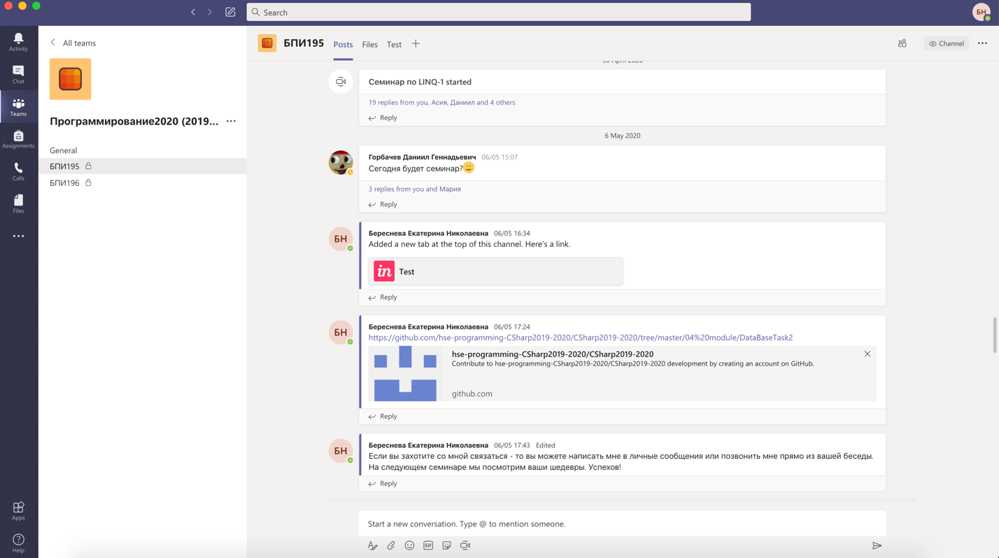 Search
БН
Activity
Chat
Teams
Assignments
Calls
Files
Apps
Help
All teams
Программирование2020 (2019...
General
БПИ195
БПИ196
БПИ195
Posts
Files
Test
Channel
30 April 2020
Семинар по LINQ-1 started
19 replies from you, Асия, Даниил and 4 others
Reply
6 May 2020
Горбачев Даниил Геннадьевич 06/05 15:07
Сегодня будет семинар?
3 replies from you and Мария
Reply
БН
Береснева Екатерина Николаевна 06/05 16:34
Added a new tab at the top of this channel. Here's a link.
in Test
Reply
БН
Береснева Екатерина Николаевна 06/05 17:24
https://github.com/hse-programming-CSharp2019-2020/CSharp2019-2020/tree/master/04%20module/DataBaseTask2
hse-programming-CSharp2019-2020/CSharp2019-2020
Contribute to hse-programming-CSharp2019-2020/CSharp2019-2020 development by creating an account on GitHub.
github.com
Reply
БН
Береснева Екатерина Николаевна 06/05 17:43 Edited
Если вы захотите со мной связаться - то вы можете написать мне в личные сообщения или позвонить мне прямо из вашей беседы.
На следующем семинаре мы посмотрим ваши шедевры. Успехов!
Reply
Start a new conversation. Type @ to mention someone.
GIF